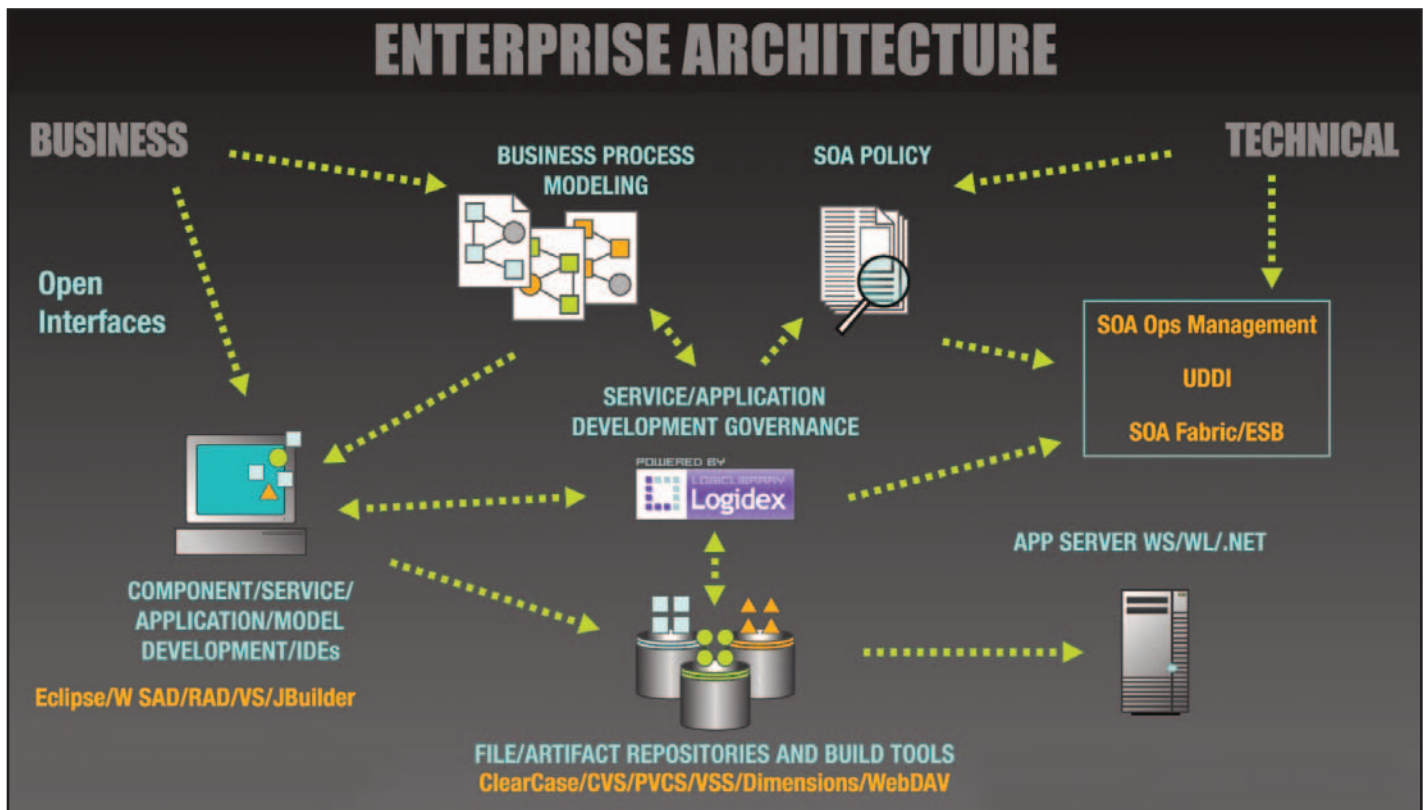 ENTERPRISE ARCHITECTURE
BUSINESS
TECHNICAL
BUSINESS PROCESS
MODELING
SOA POLICY
Open
Interfaces
SOA Ops Management
UDDI
SOA Fabric/ESB
SERVICE/APPLICATION
DEVELOPMENT GOVERNANCE
POWERED BY
LOGICLIBRARY
Logidex
APP SERVER WS/WL/.NET
COMPONENT/SERVICE/
APPLICATION/MODEL
DEVELOPMENT/IDEs
Eclipse/W SAD/RAD/VS/JBuilder
FILE/ARTIFACT REPOSITORIES AND BUILD TOOLS
ClearCase/CVS/PVCS/VSS/Dimensions/WebDAV